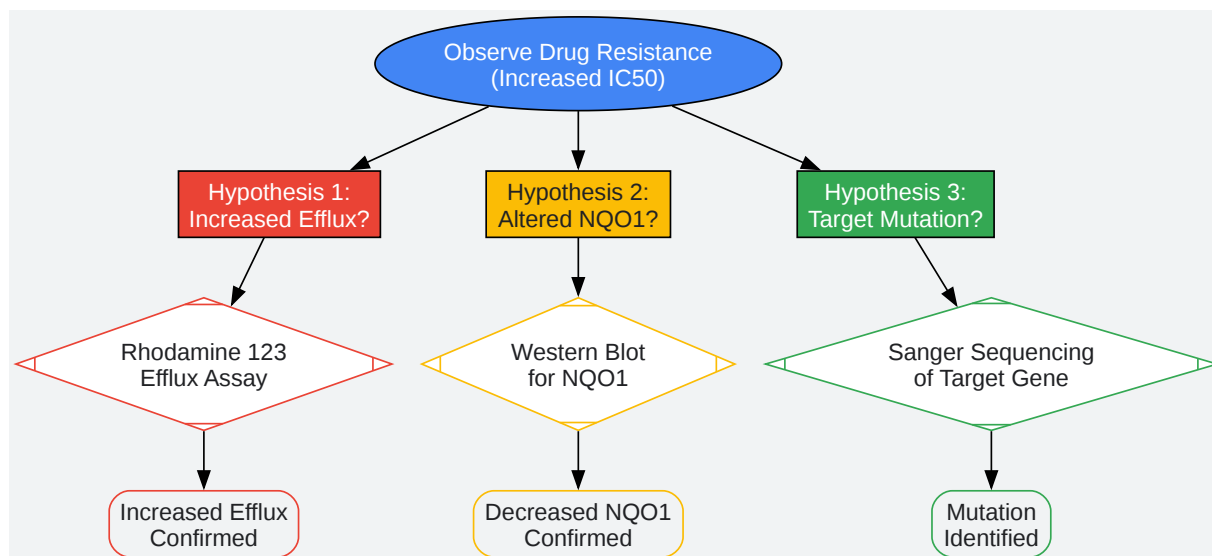 Observe Drug Resistance
(Increased IC50)
Hypothesis 1:
Increased Efflux?
Hypothesis 2:
Altered NQO1?
Hypothesis 3:
Target Mutation?
Rhodamine 123
Efflux Assay
Western Blot
for NQO1
Sanger Sequencing
of Target Gene
Increased Efflux
Confirmed
Decreased NQO1
Confirmed
Mutation
Identified